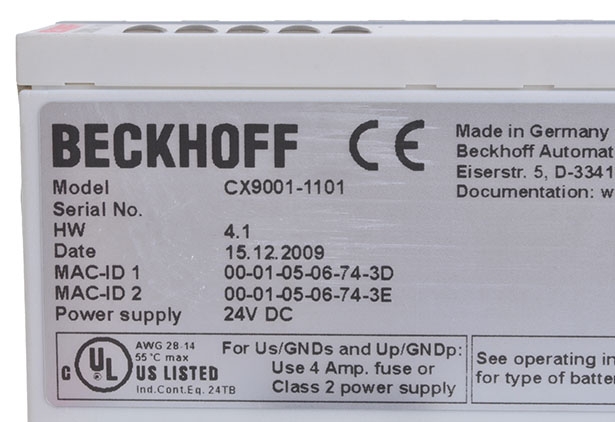 BECKHOFF CE
Made in Germany
Beckhoff Automat
Eiserstr. 5, D-3341
Documentation: w
Model CX9001-1101
Serial No.
HW 4.1
Date 15.12.2009
MAC-ID 1 00-01-05-06-74-3D
MAC-ID 2 00-01-05-06-74-3E
Power supply 24V DC
C UL US LISTED
AWG 28-14
55°C max
Ind.Cont.Eq. 24TB
For Us/GNDs and Up/GNDp:
Use 4 Amp. fuse or
Class 2 power supply
See operating in
for type of batte